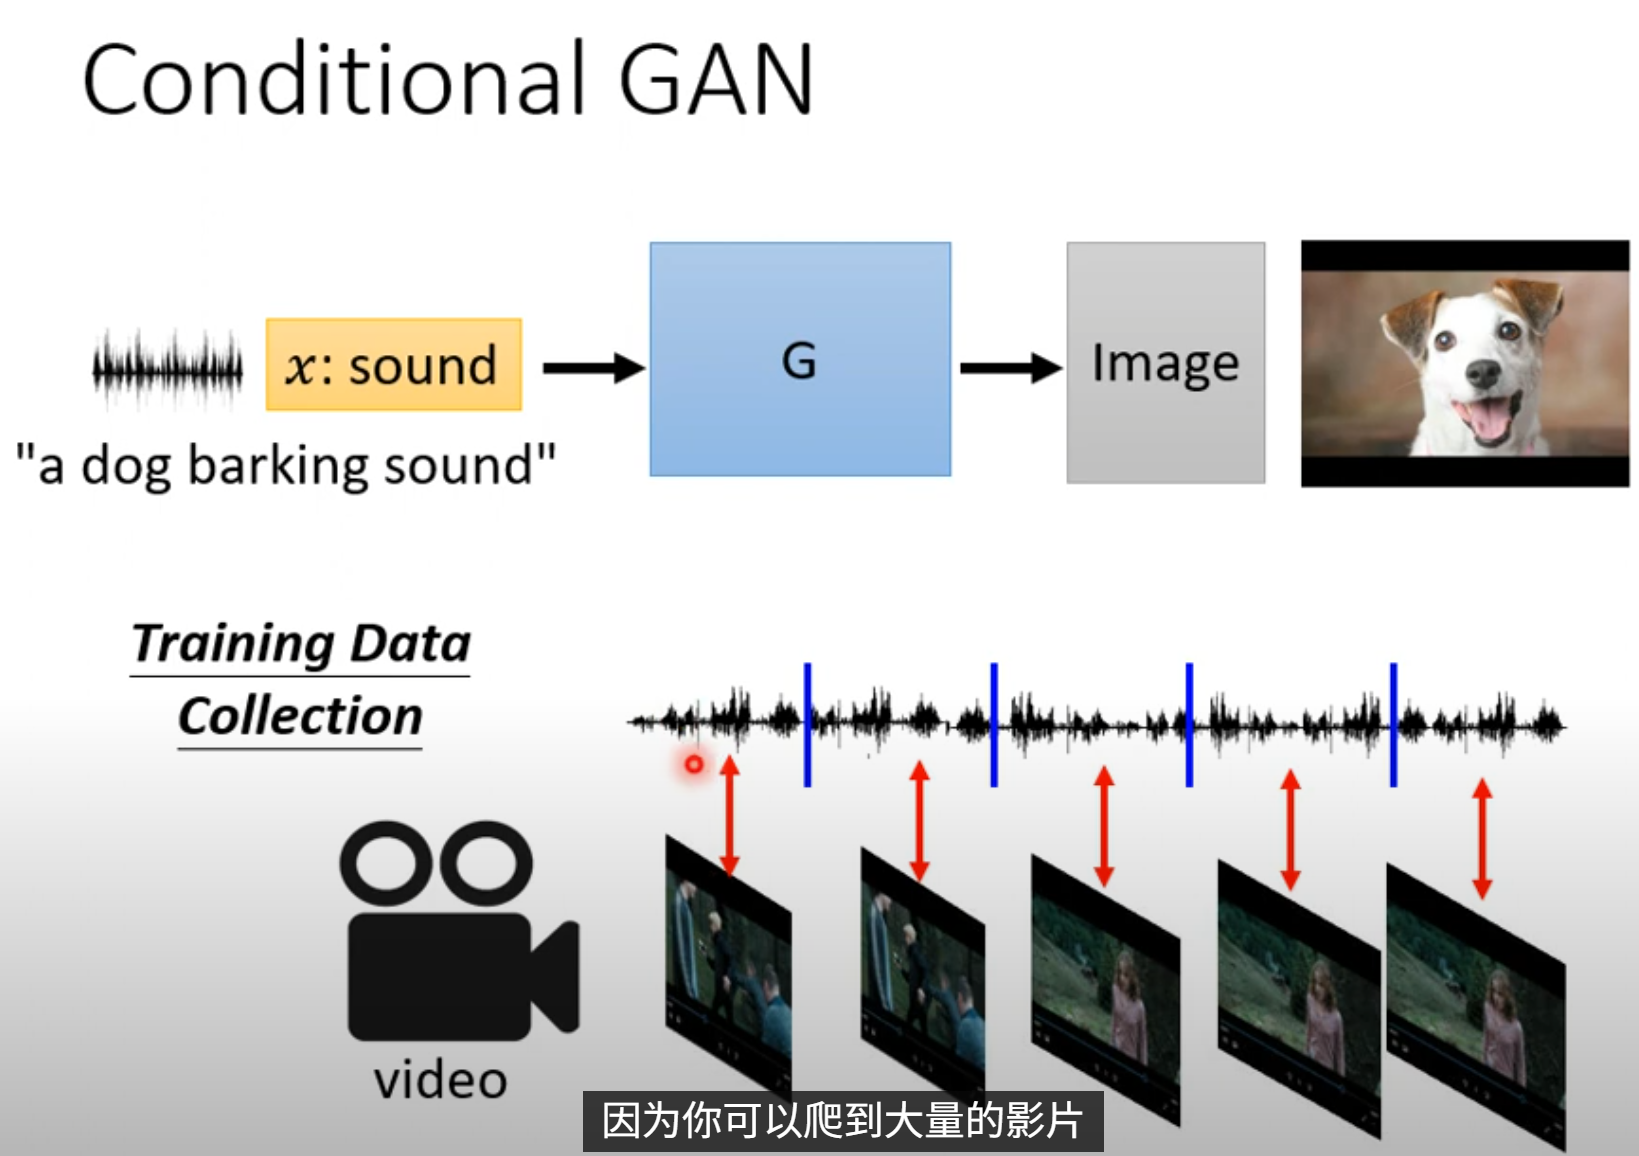 Conditional GAN
x: sound
G
Image
"a dog barking sound"
Training Data
Collection
video
因为你可以爬到大量的影片